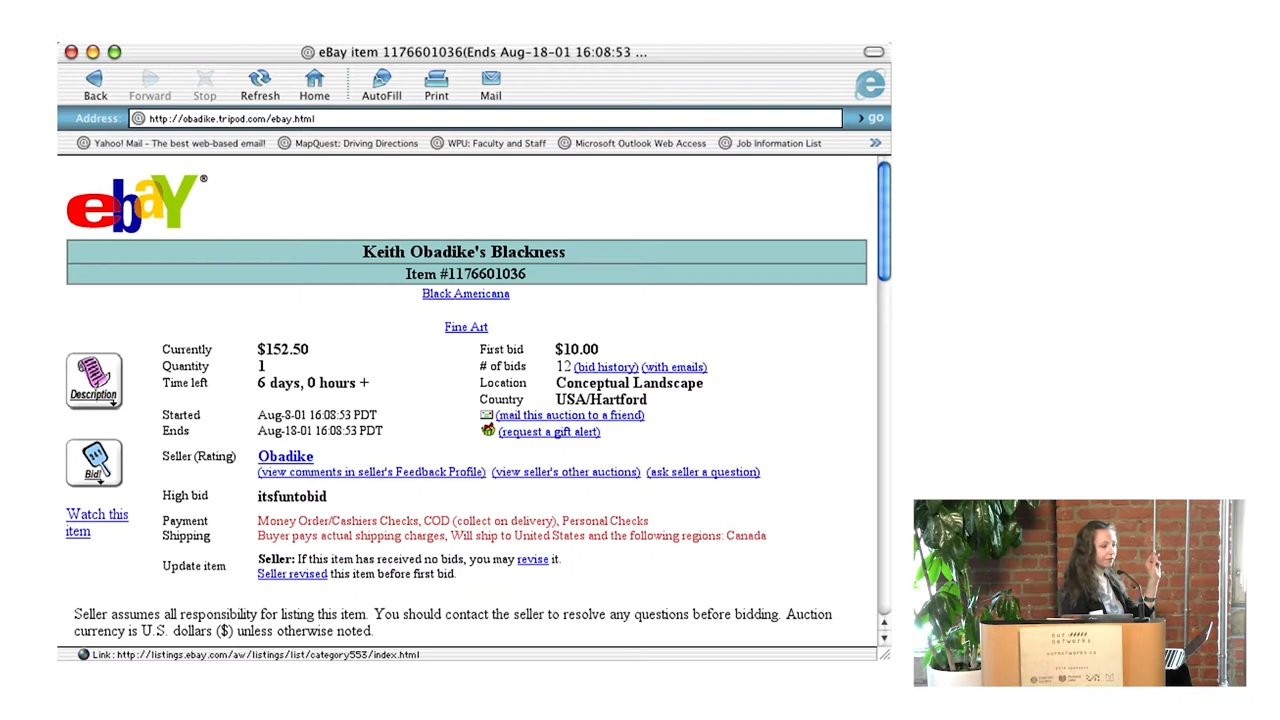 eBay item 1176601036(Ends Aug-18-01 16:08:53 ...
Back Forward Stop Refresh Home AutoFill Print Mail
Address: http://obadike.tripod.com/ebay.html go
Yahoo! Mail - The best web-based email! MapQuest: Driving Directions WPU: Faculty and Staff Microsoft Outlook Web Access Job Information List »
ebaY®
Keith Obadike's Blackness
Item #1176601036
Black Americana
Fine Art
Currently $152.50 First bid $10.00
Quantity 1 # of bids 12 (bid history) (with emails)
Time left 6 days, 0 hours + Location Conceptual Landscape
Country USA/Hartford
Started Aug-8-01 16:08:53 PDT (mail this auction to a friend)
Ends Aug-18-01 16:08:53 PDT (request a gift alert)
Description
Seller (Rating) Obadike
(view comments in seller's Feedback Profile) (view seller's other auctions) (ask seller a question)
Bid!
High bid itsfuntobid
Watch this item
Payment Money Order/Cashiers Checks, COD (collect on delivery), Personal Checks
Shipping Buyer pays actual shipping charges, Will ship to United States and the following regions: Canada
Update item Seller: If this item has received no bids, you may revise it.
Seller revised this item before first bid.
Seller assumes all responsibility for listing this item. You should contact the seller to resolve any questions before bidding. Auction
currency is U.S. dollars ($) unless otherwise noted.
Link: http://listings.ebay.com/aw/listings/list/category553/index.html
our
networks
ournetworks.ca